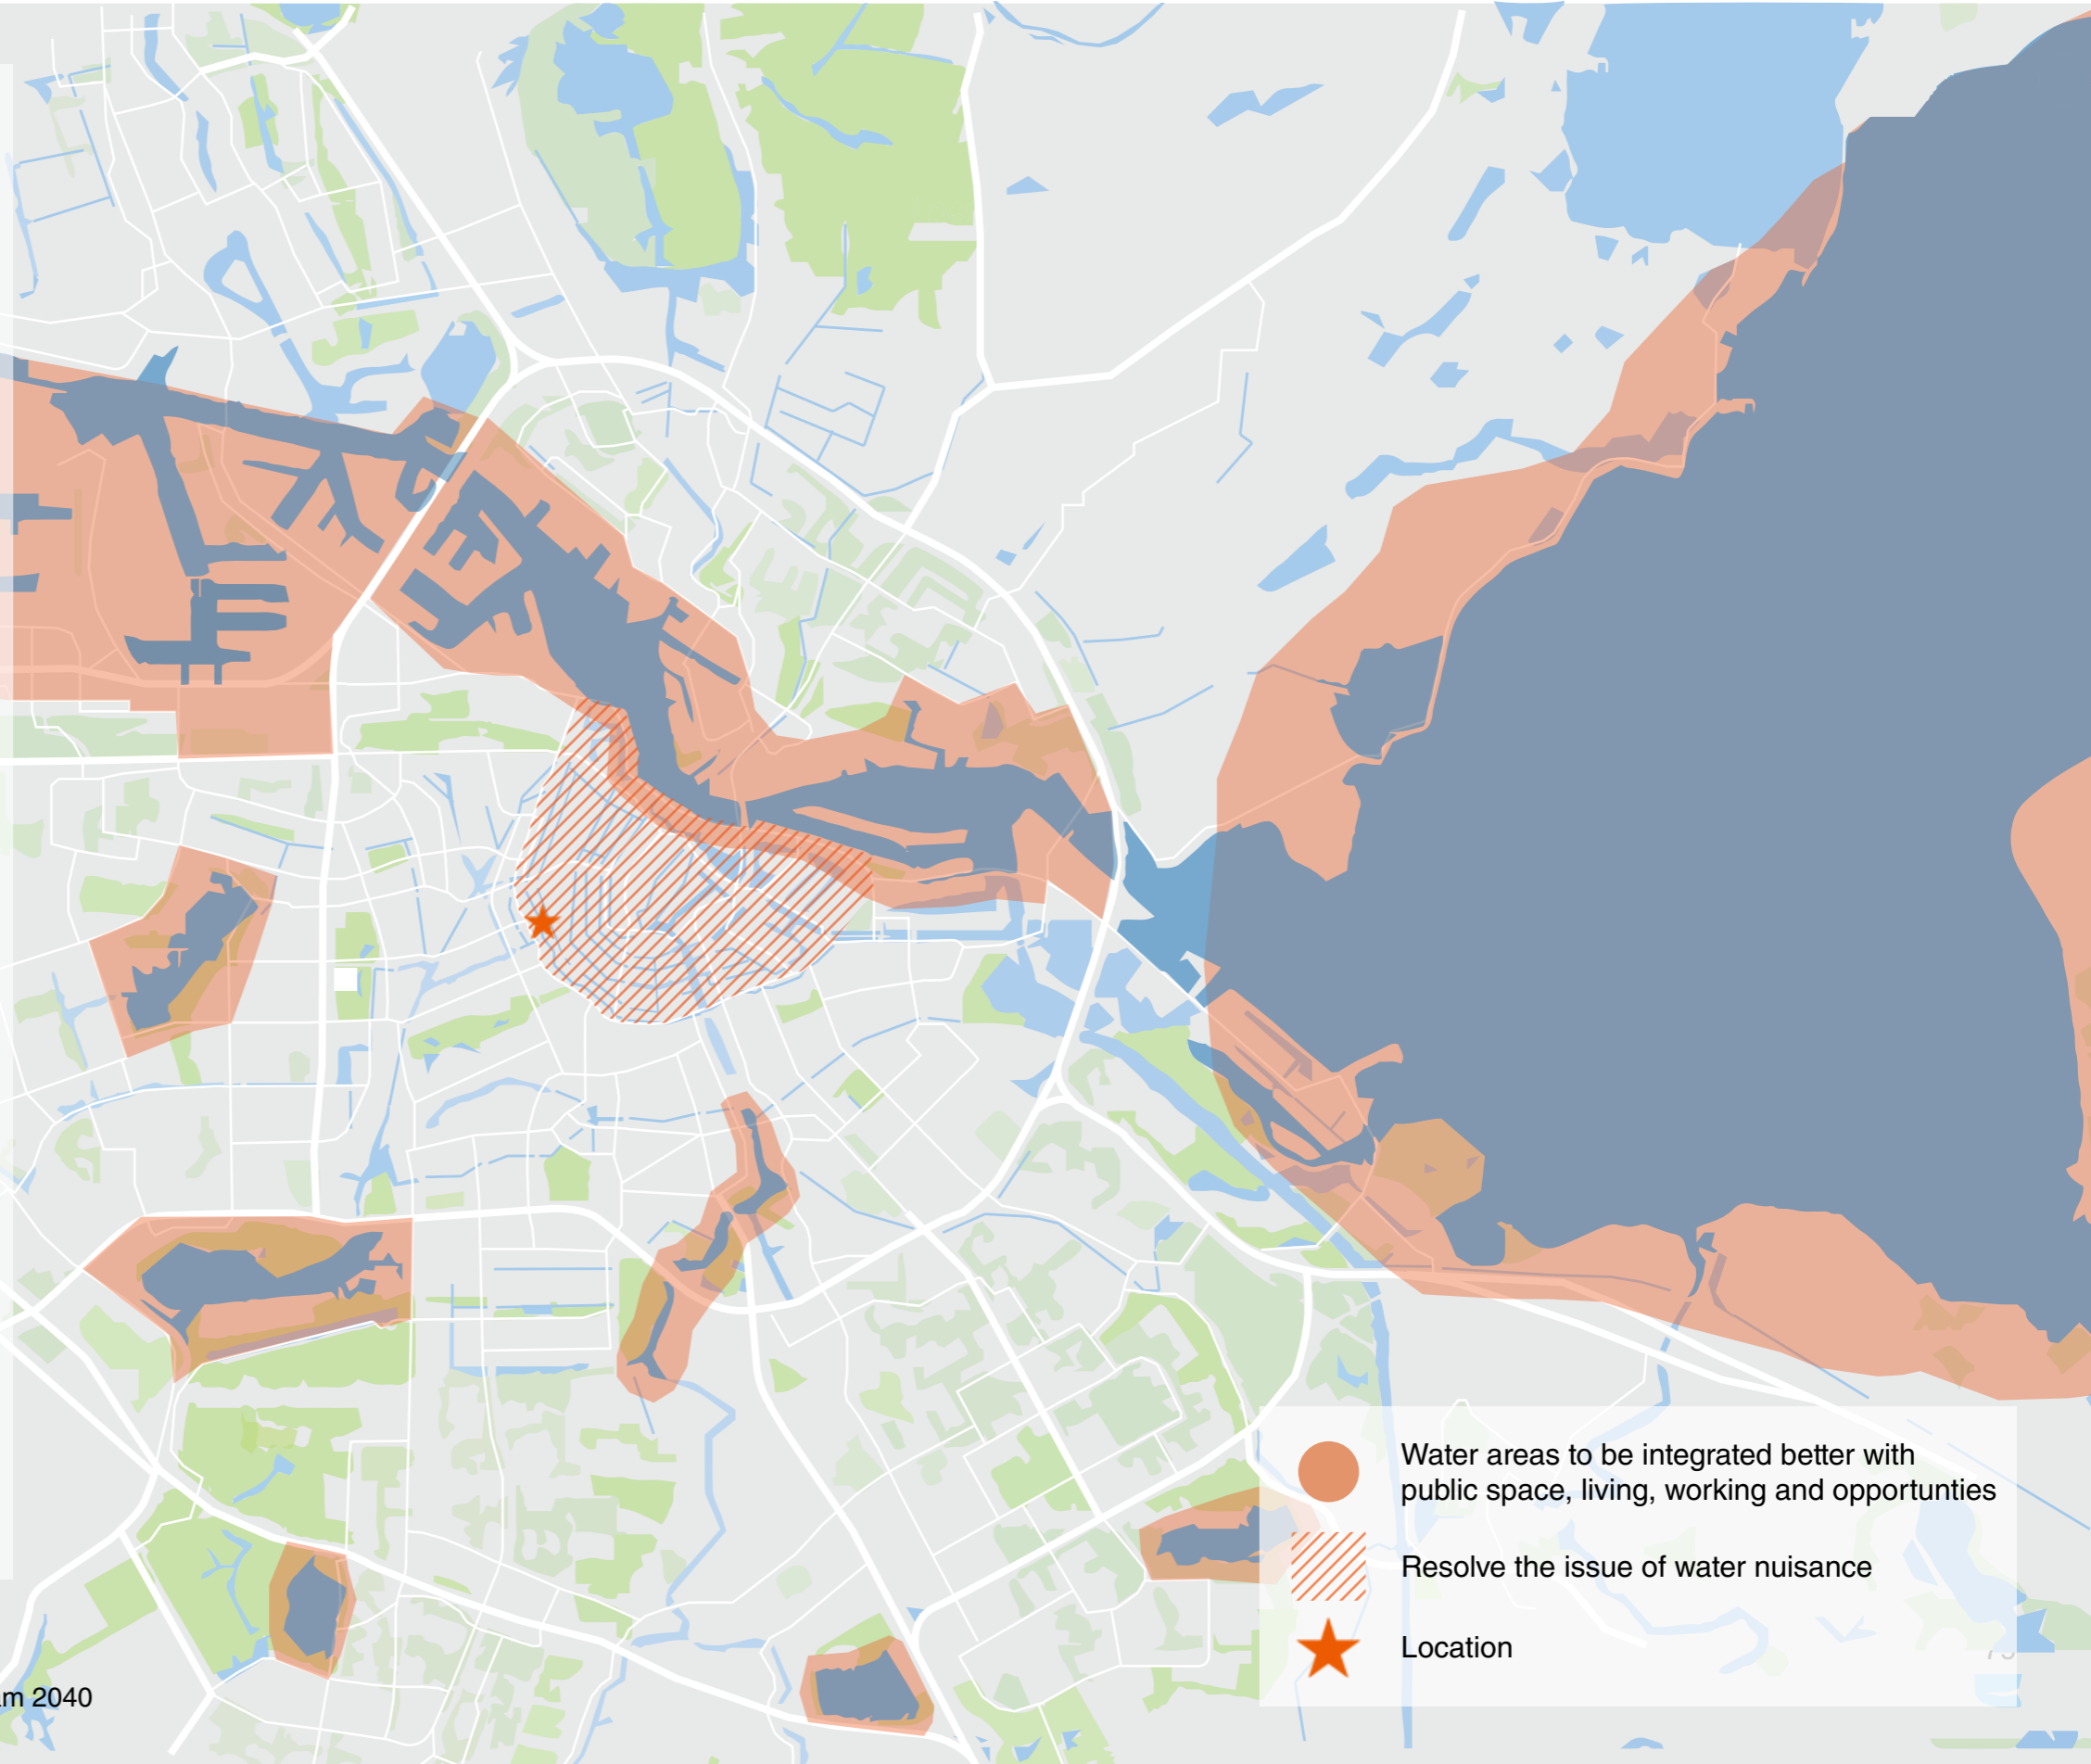 Water areas to be integrated better with
public space, living, working and opportunties
Resolve the issue of water nuisance
Location
m 2040